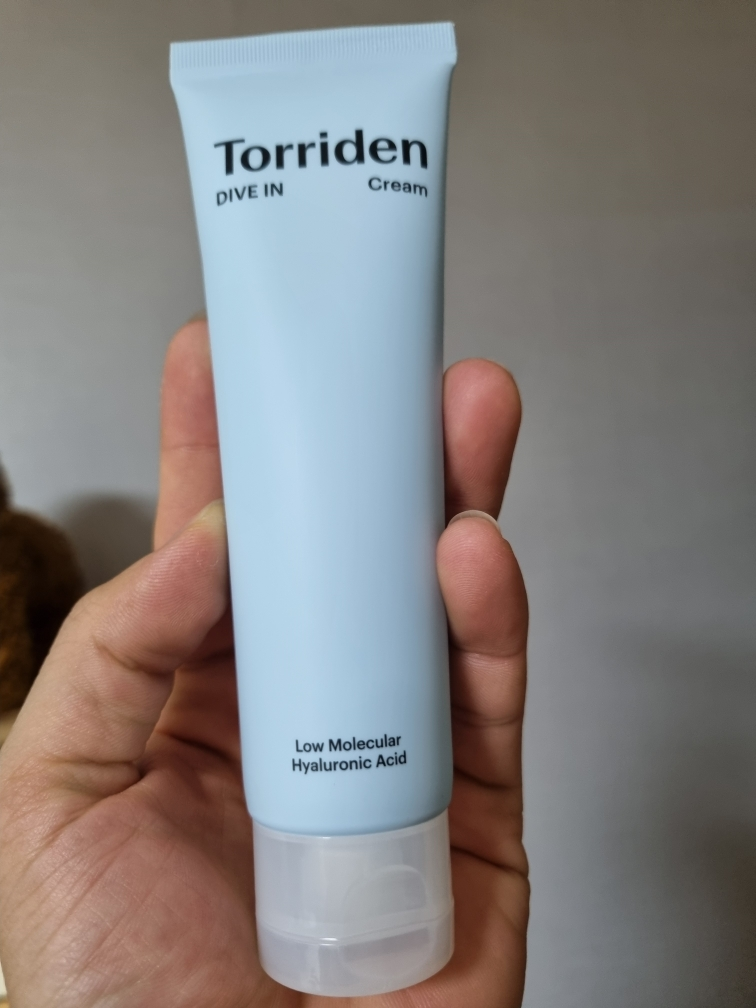 Torriden
DIVE IN Cream
Low Molecular
Hyaluronic Acid